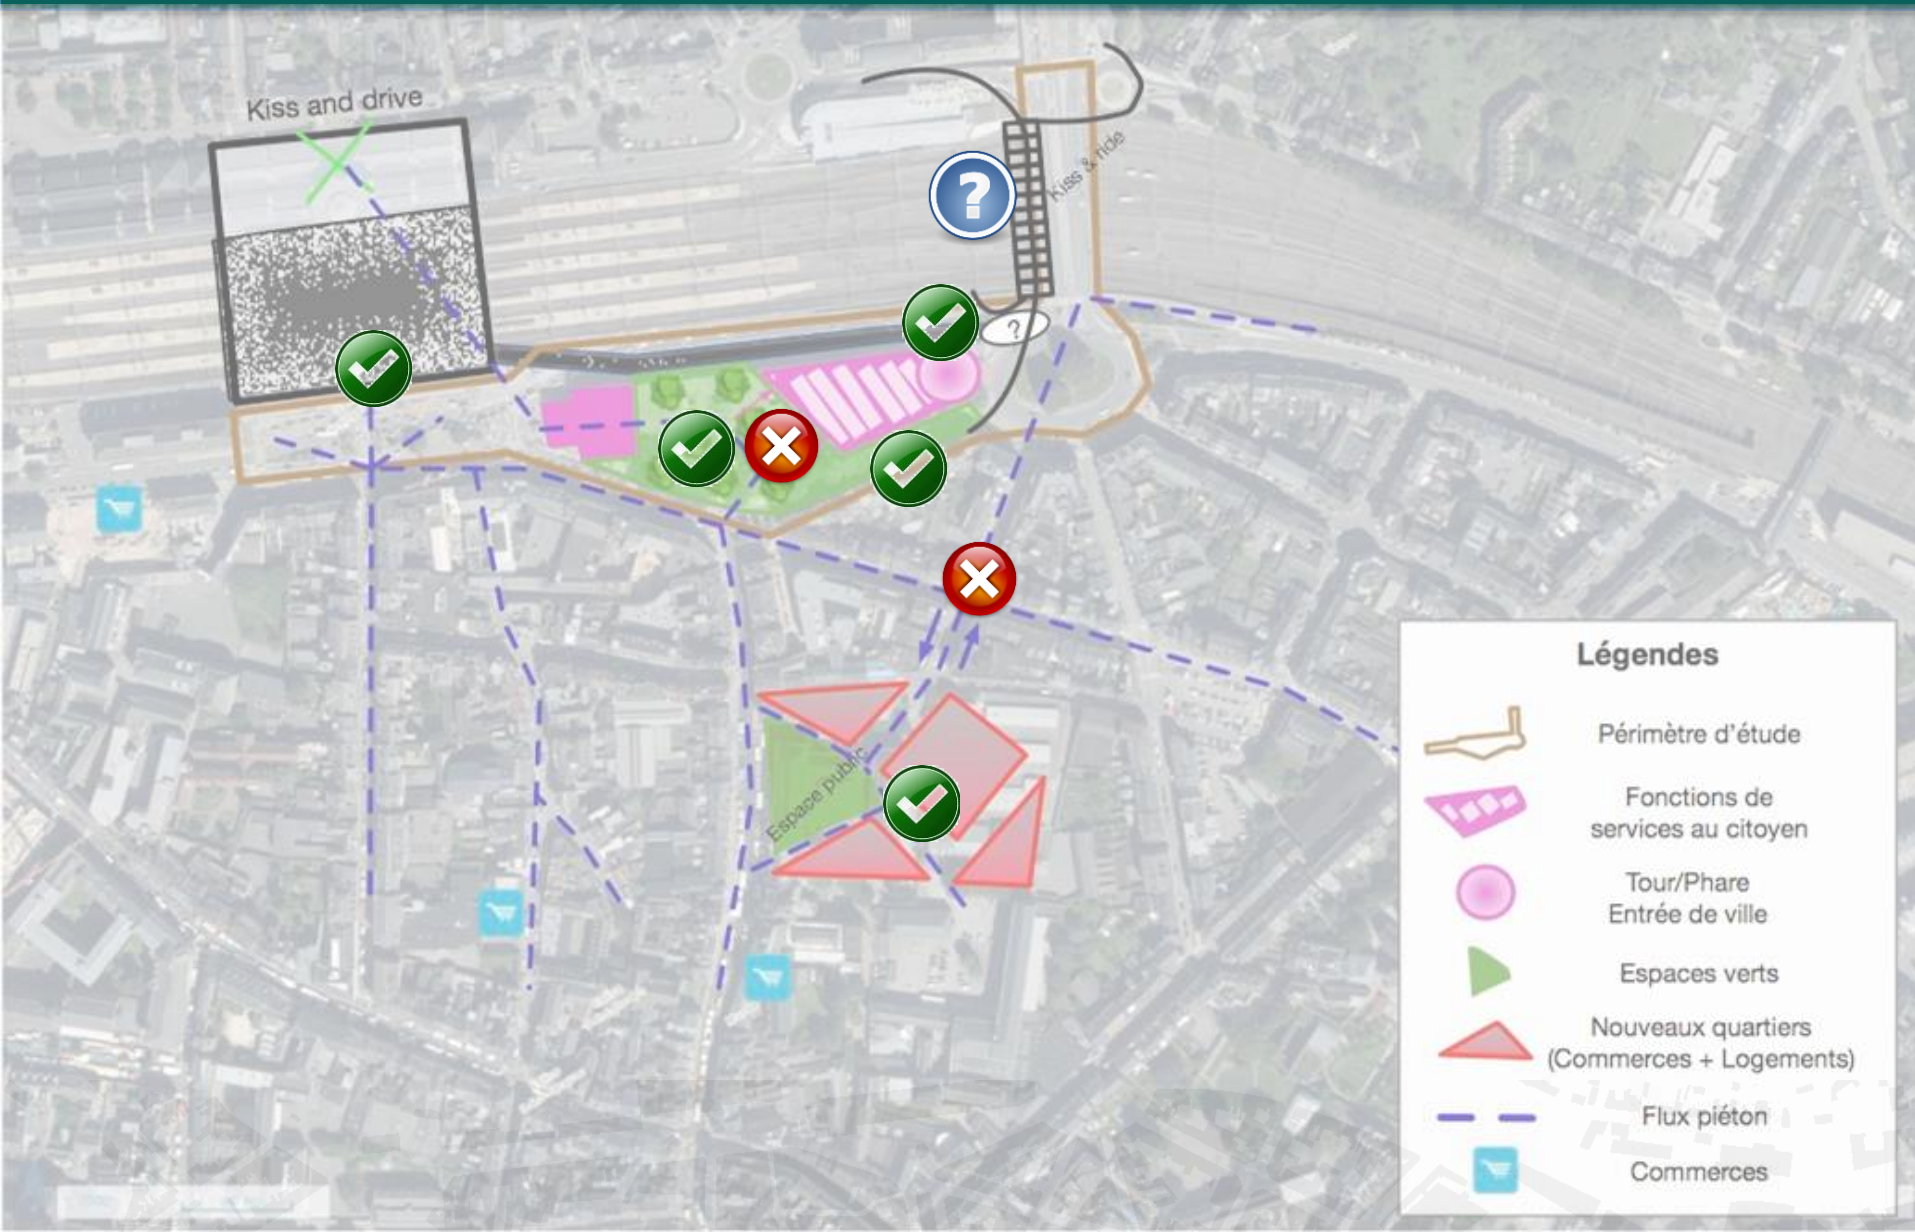 Kiss and drive
Kiss & ride
?
?
Espace public
Légendes
Périmètre d'étude
Fonctions de
services au citoyen
Tour/Phare
Entrée de ville
Espaces verts
Nouveaux quartiers
(Commerces + Logements)
Flux piéton
Commerces